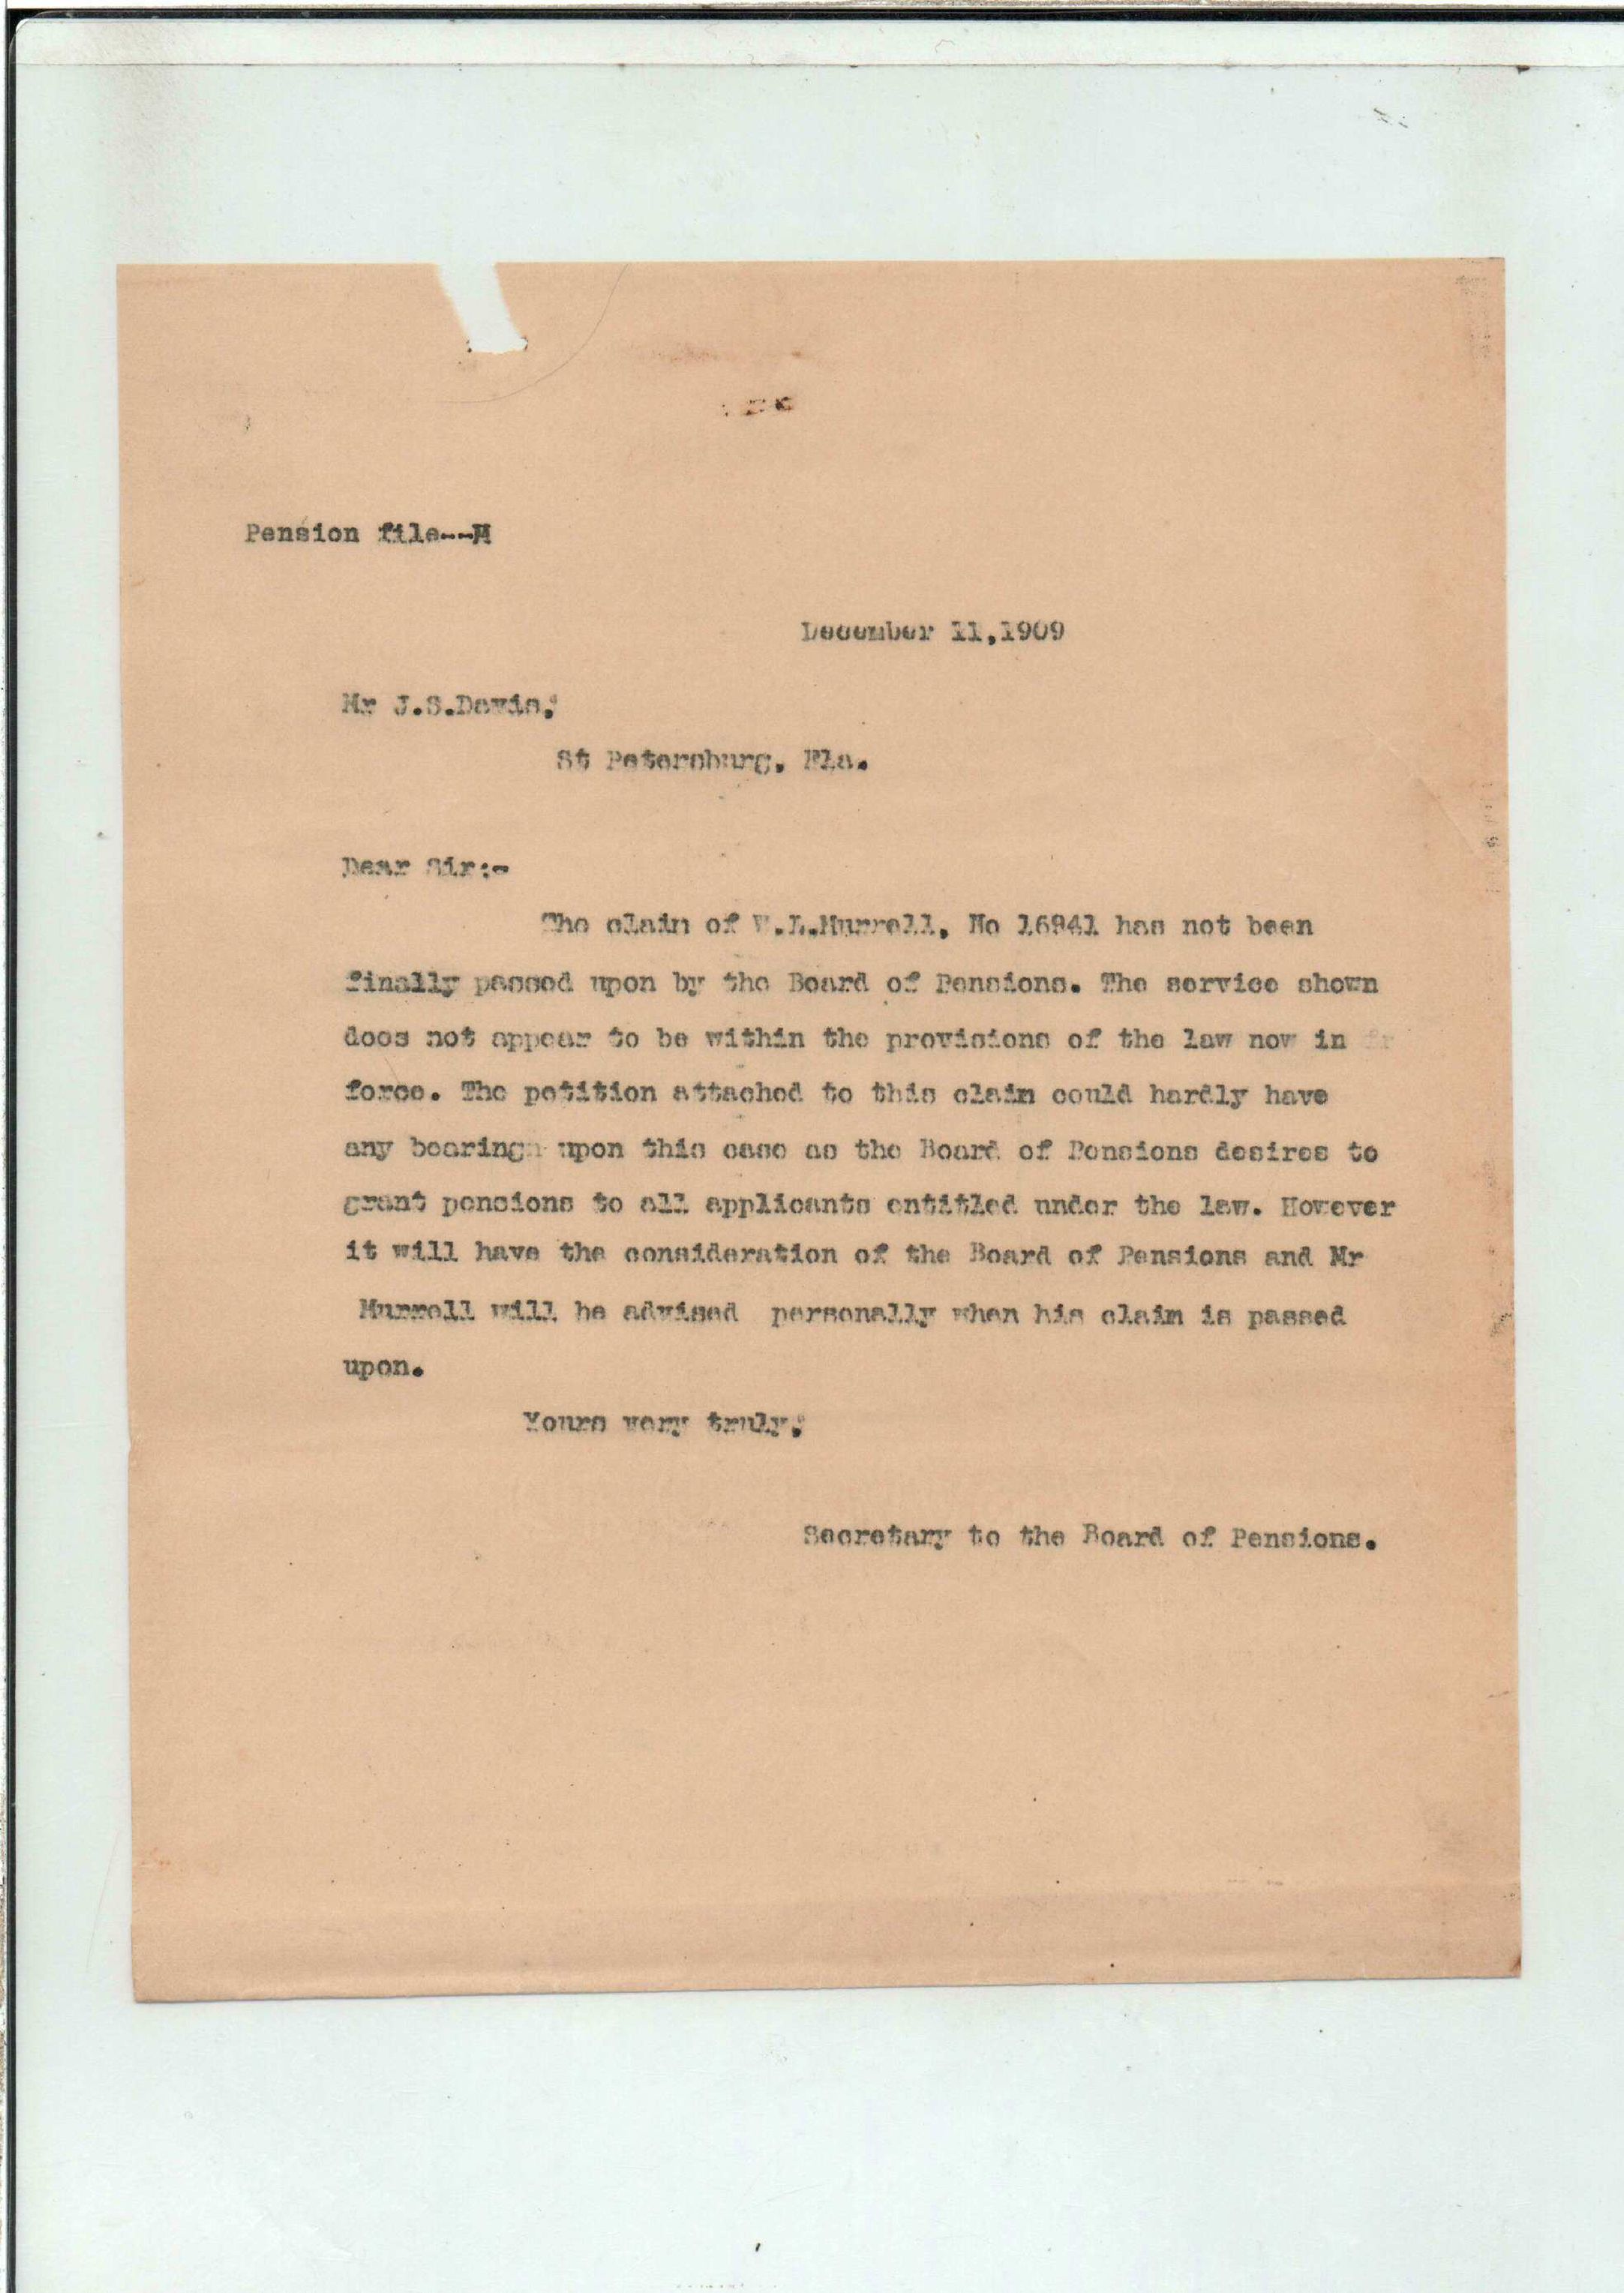 Pension file--M
December 11,1909
Mr J.S.Davis,
St Petersburg, Fla.
Dear Sir:-
The claim of W.L.Murrell, No 16941 has not been
finally passed upon by the Board of Pensions. The service shown
does not appear to be within the provisions of the law now in fr
force. The petition attached to this claim could hardly have
any bearing upon this case as the Board of Pensions desires to
grant pensions to all applicants entitled under the law. However
it will have the consideration of the Board of Pensions and Mr
Murrell will be advised personally when his claim is passed
upon.
Yours very truly,
Secretary to the Board of Pensions.